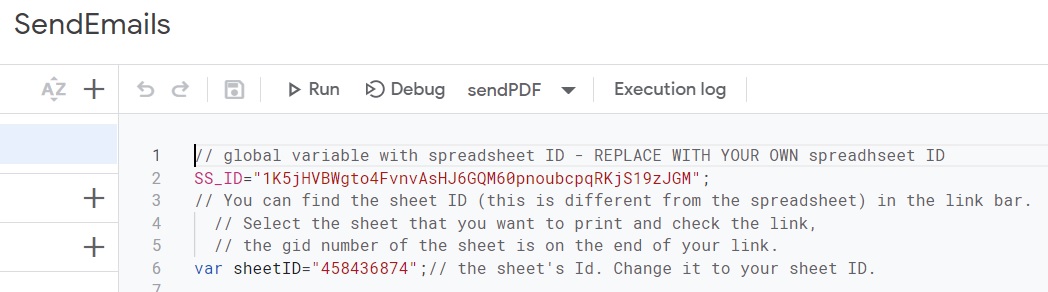 SendEmails
AZ + Run Debug sendPDF Execution log
1 // global variable with spreadsheet ID - REPLACE WITH YOUR OWN spreadhseet ID
2 SS_ID="1K5jHVBWgto4FvnvAsHJ6GQM60pnoubcpqRKjS19zJGM";
3 // You can find the sheet ID (this is different from the spreadsheet) in the link bar.
4 // Select the sheet that you want to print and check the link,
5 // the gid number of the sheet is on the end of your link.
6 var sheetID="458436874";// the sheet's Id. Change it to your sheet ID.
7